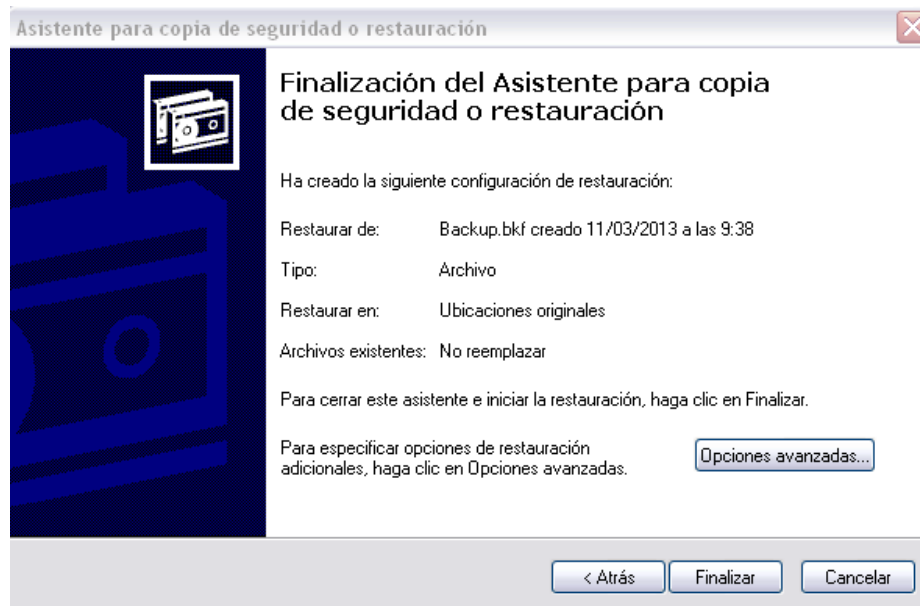 Asistente para copia de seguridad o restauración
Finalización del Asistente para copia
de seguridad o restauración
Ha creado la siguiente configuración de restauración:
Restaurar de: Backup.bkf creado 11/03/2013 a las 9:38
Tipo: Archivo
Restaurar en: Ubicaciones originales
Archivos existentes: No reemplazar
Para cerrar este asistente e iniciar la restauración, haga clic en Finalizar.
Para especificar opciones de restauración
adicionales, haga clic en Opciones avanzadas.
Opciones avanzadas...
< Atrás Finalizar Cancelar